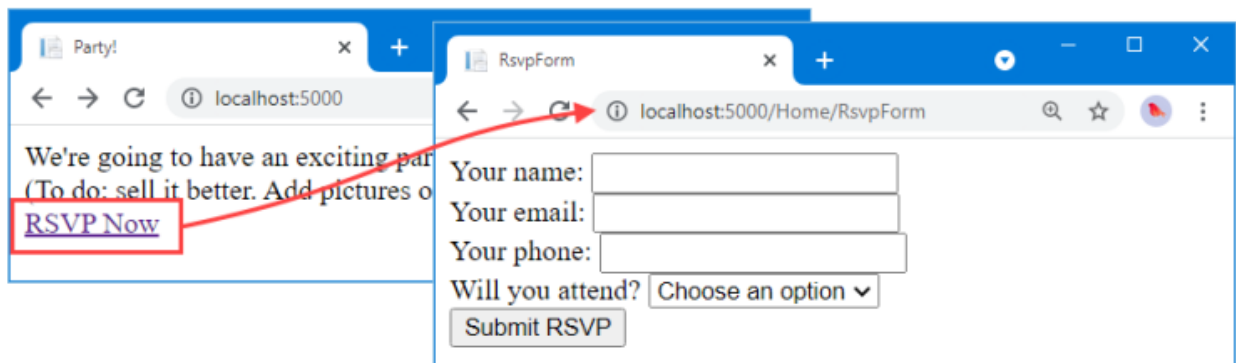 Party!
localhost:5000
We're going to have an exciting par
(To do: sell it better. Add pictures o
RSVP Now
RsvpForm
localhost:5000/Home/RsvpForm
Your name:
Your email:
Your phone:
Will you attend? Choose an option
Submit RSVP